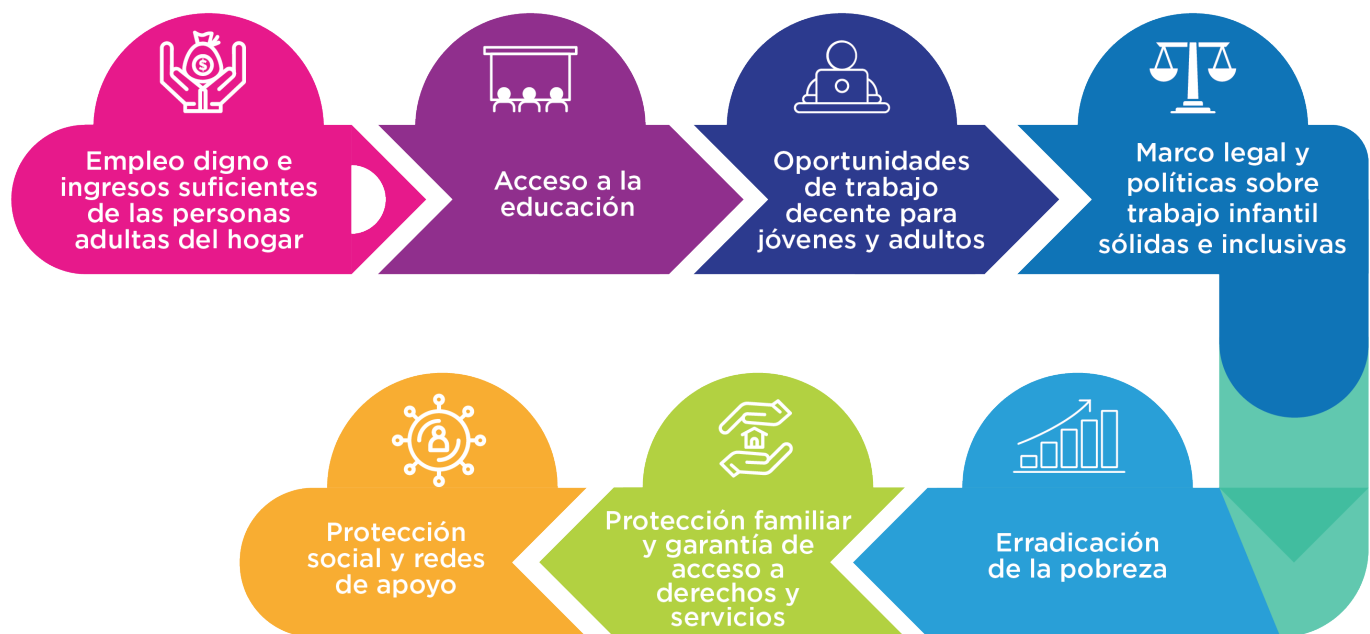 $
Empleo digno e
ingresos suficientes
de las personas
adultas del hogar
Acceso a la
educación
Oportunidades
de trabajo
decente para
jóvenes y adultos
Marco legal y
políticas sobre
trabajo infantil
sólidas e inclusivas
Erradicación
de la pobreza
Protección familiar
y garantía de
acceso a
derechos y
servicios
Protección
social y redes
de apoyo